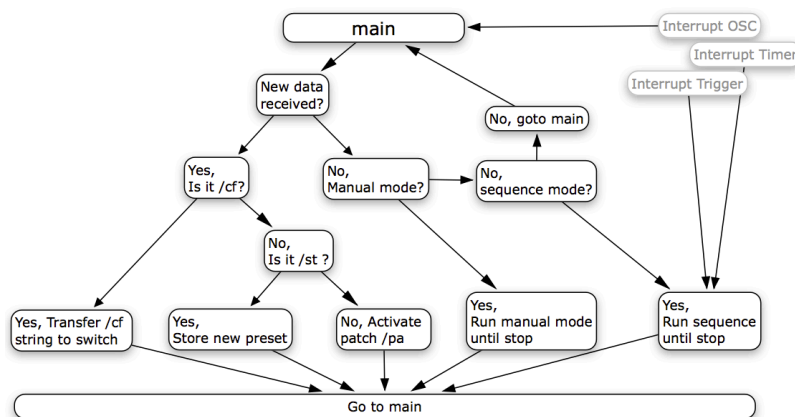 main
Interrupt OSC
Interrupt Timer
Interrupt Trigger
New data
received?
No, goto main
Yes,
Is it /cf?
No,
Manual mode?
No,
sequence mode?
No,
Is it /st ?
Yes, Transfer /cf
string to switch
Yes,
Store new preset
No, Activate
patch /pa
Yes,
Run manual mode
until stop
Yes,
Run sequence
until stop
Go to main